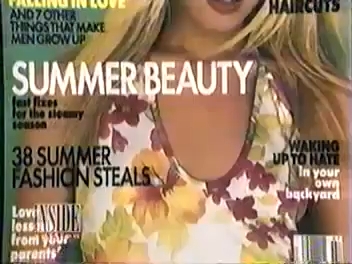 FALLING IN LOVE
AND 7 OTHER
THINGS THAT MAKE
MEN GROW UP
HAIRCUTS
SUMMER BEAUTY
fast fixes
for the steamy
season
38 SUMMER
FASHION STEALS
WAKING
UP TO HATE
In your
own
backyard
INSIDE
from your
parents'